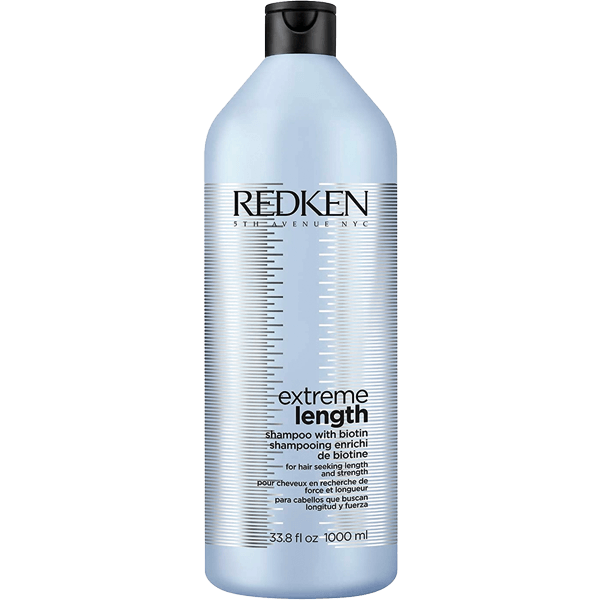 REDKEN
5TH AVENUE NYC
extreme
length
shampoo with biotin
shampooing enrichi
de biotine
for hair seeking length
and strength
pour cheveux en recherche de
force et longueur
para cabellos que buscan
longitud y fuerza
33.8 fl oz 1000 ml